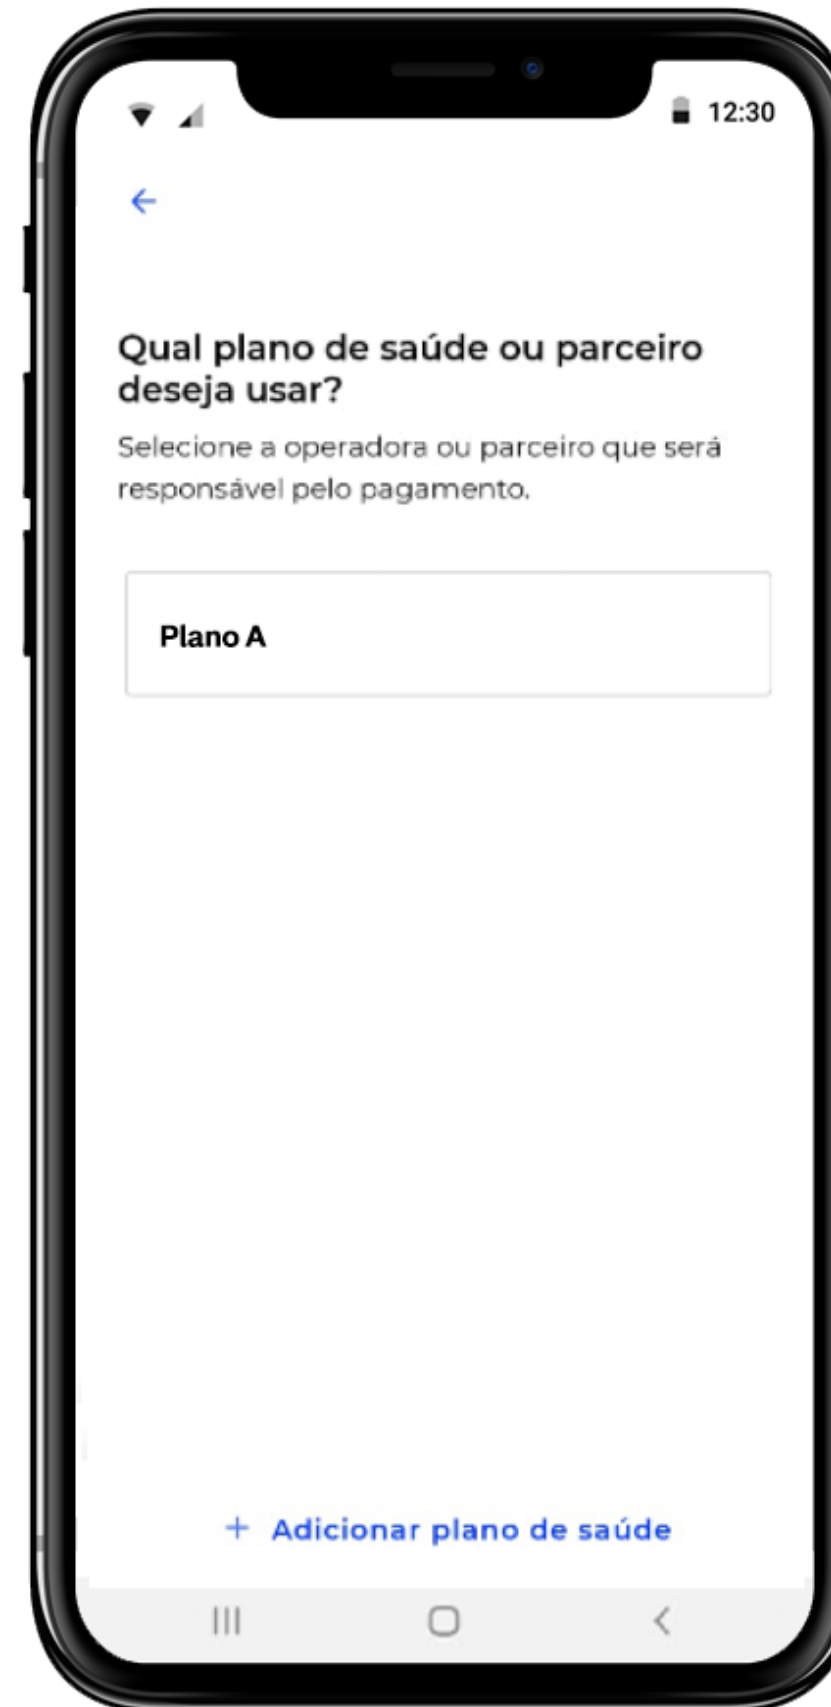 12:30
Qual plano de saúde ou parceiro
deseja usar?
Selecione a operadora ou parceiro que será
responsável pelo pagamento.
Plano A
+ Adicionar plano de saúde